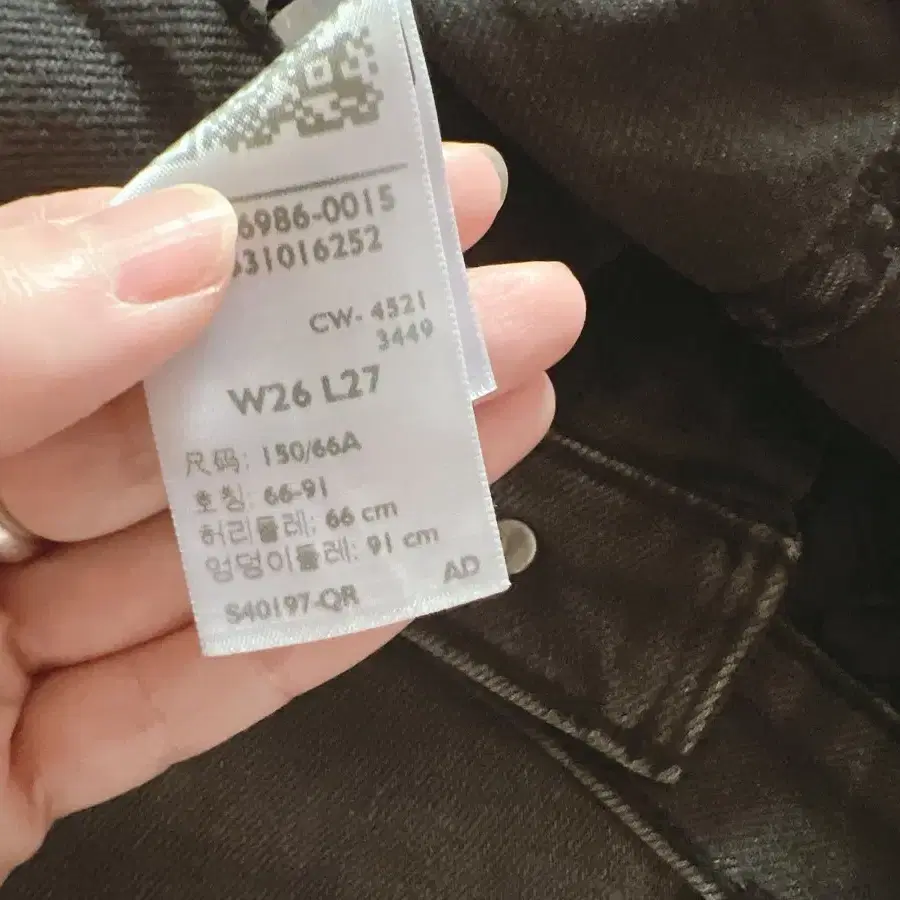 6986-0015
31016252
CW- 4521
3449
W26 L27
尺码: 150/66A
호칭: 66-91
허리둘레: 66 cm
엉덩이둘레: 91 cm
AD
S40197-QR